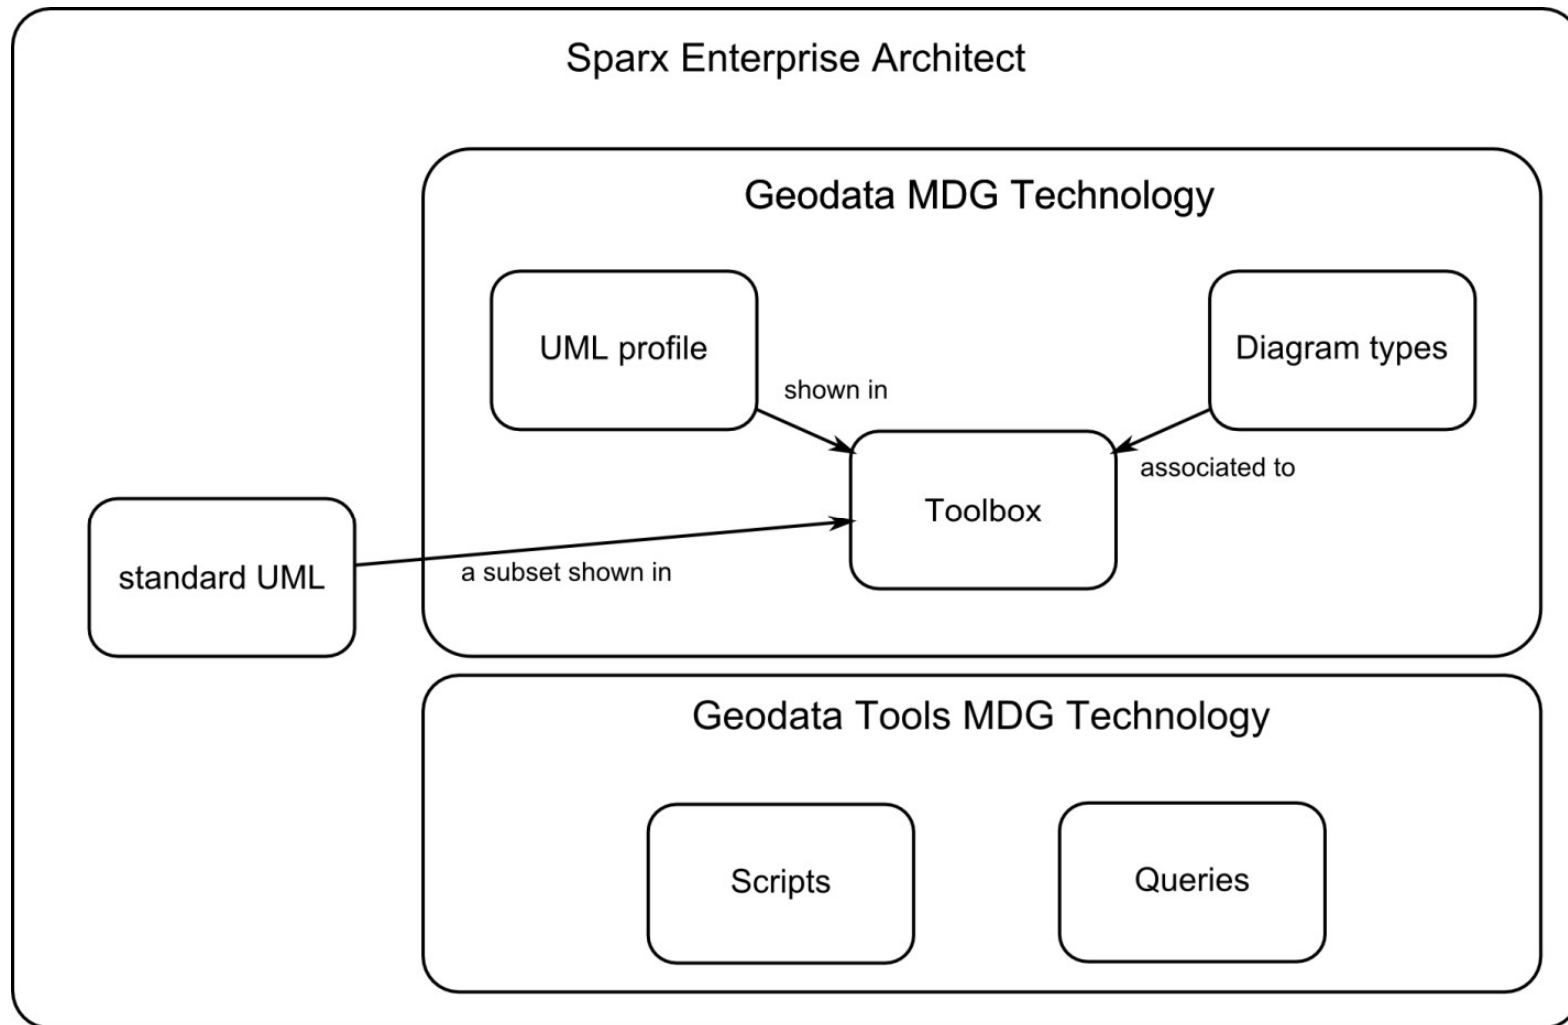 Sparx Enterprise Architect
Geodata MDG Technology
UML profile
Diagram types
shown in
associated to
Toolbox
standard UML
a subset shown in
Geodata Tools MDG Technology
Scripts
Queries